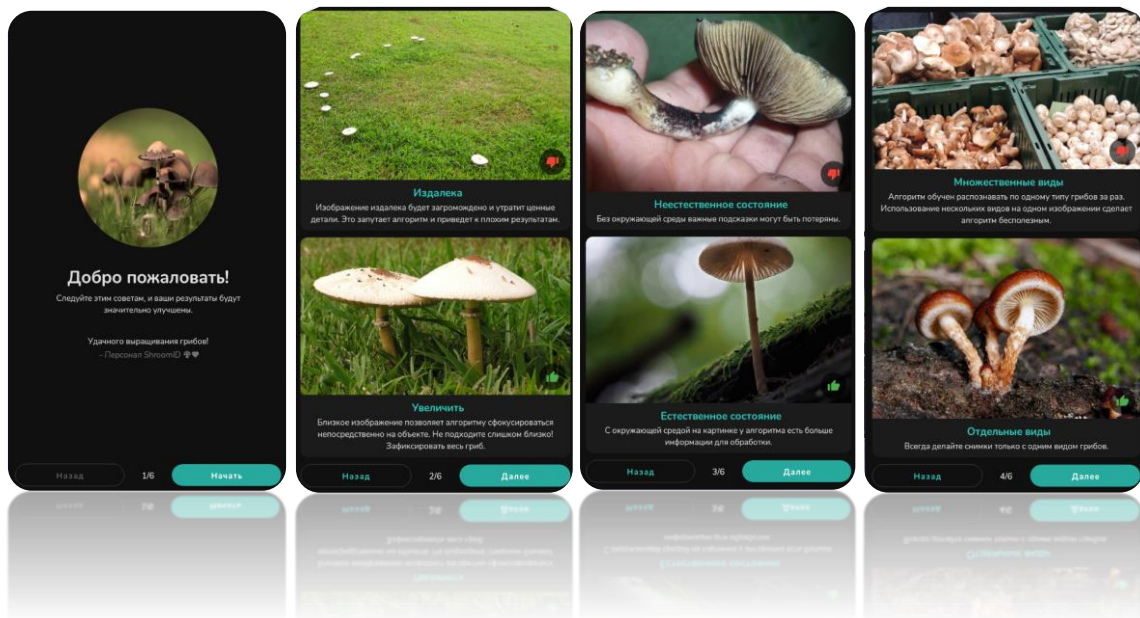 Добро пожаловать!
Следуйте этим советам, и ваши результаты будут
значительно улучшены.
Удачного выращивания грибов!
- Персонал ShroomID 🍄🖤
Назад 1/6 Начать
Издалека
Изображение издалека будет загромождено и утратит ценные
детали. Это запутает алгоритм и приведет к плохим результатам.
Увеличить
Близкое изображение позволяет алгоритму сфокусироваться
непосредственно на объекте. Не подходите слишком близко!
Зафиксировать весь гриб.
Назад 2/6 Далее
Неестественное состояние
Без окружающей среды важные подсказки могут быть потеряны.
Естественное состояние
С окружающей средой на картинке у алгоритма есть больше
информации для обработки.
Назад 3/6 Далее
Множественные виды
Алгоритм обучен распознавать по одному типу грибов за раз.
Использование нескольких видов на одном изображении сделает
алгоритм бесполезным.
Отдельные виды
Всегда делайте снимки только с одним видом грибов.
Назад 4/6 Далее